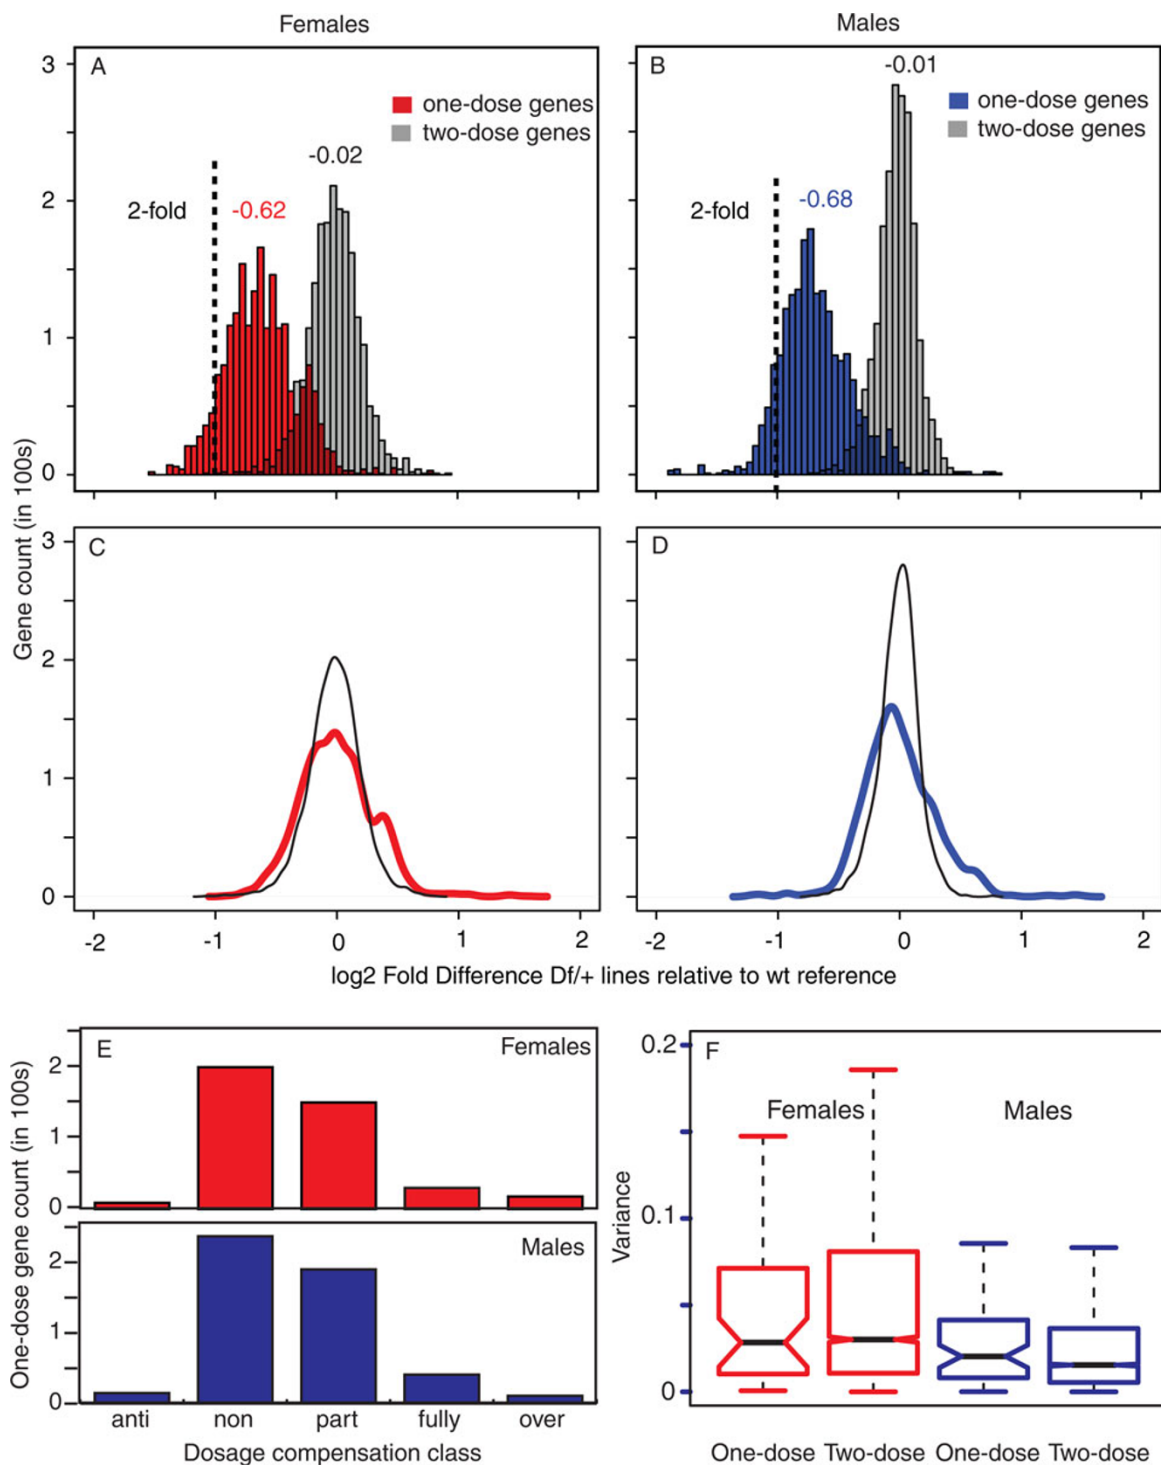 Females
Males
A
one-dose genes
two-dose genes
-0.02
2-fold
-0.62
3
2
1
0
B
-0.01
one-dose genes
two-dose genes
2-fold
-0.68
Gene count (in 100s)
C
3
2
1
0
D
-2 -1 0 1 2
-2 -1 0 1 2
log2 Fold Difference Df/+ lines relative to wt reference
One-dose gene count (in 100s)
E
Females
2
1
0
Males
2
1
0
anti non part fully over
Dosage compensation class
F
Variance
0.2
0.1
0
Females
Males
One-dose Two-dose One-dose Two-dose